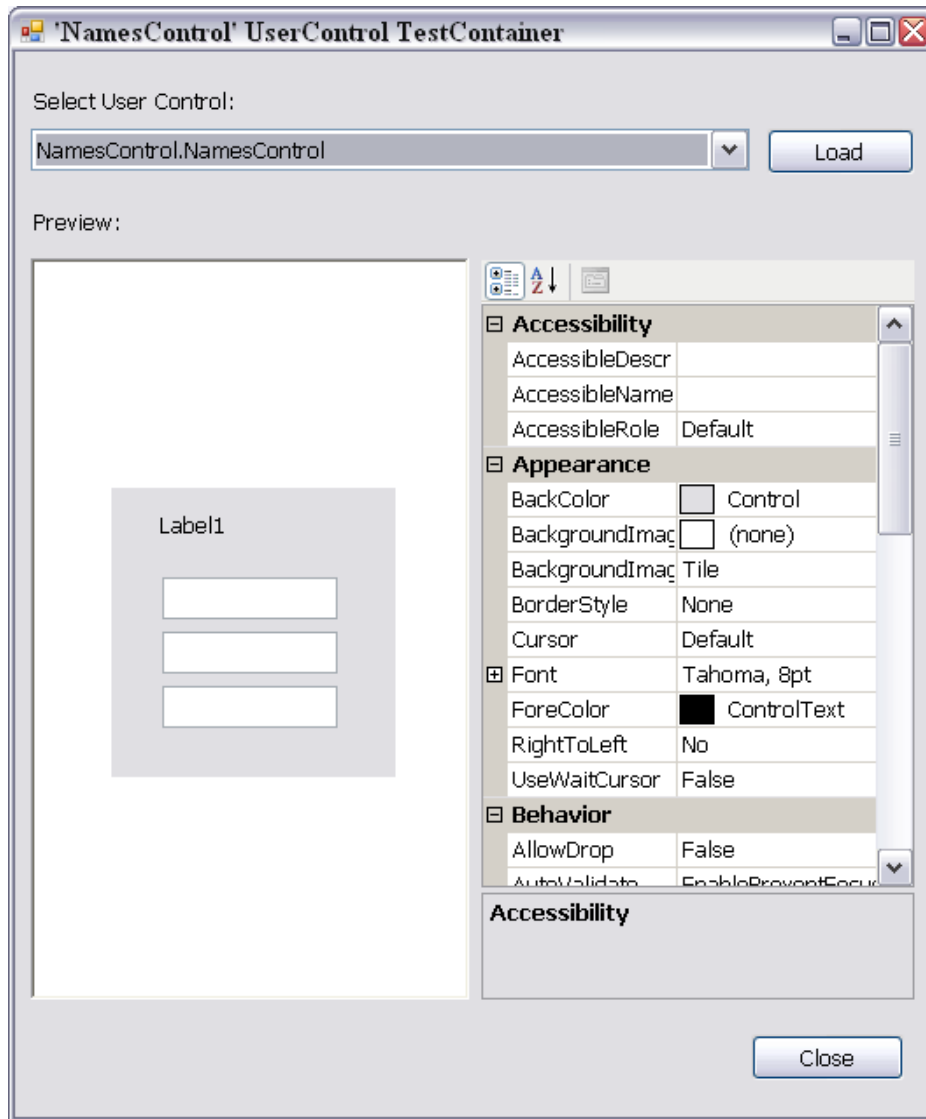 'NamesControl' UserControl TestContainer
Select User Control:
NamesControl.NamesControl
Load
Preview:
Label1
Accessibility
AccessibleDescr
AccessibleName
AccessibleRole Default
Appearance
BackColor Control
BackgroundImag (none)
BackgroundImag Tile
BorderStyle None
Cursor Default
Font Tahoma, 8pt
ForeColor ControlText
RightToLeft No
UseWaitCursor False
Behavior
AllowDrop False
AutoValidate EnablePreventFocus
Accessibility
Close